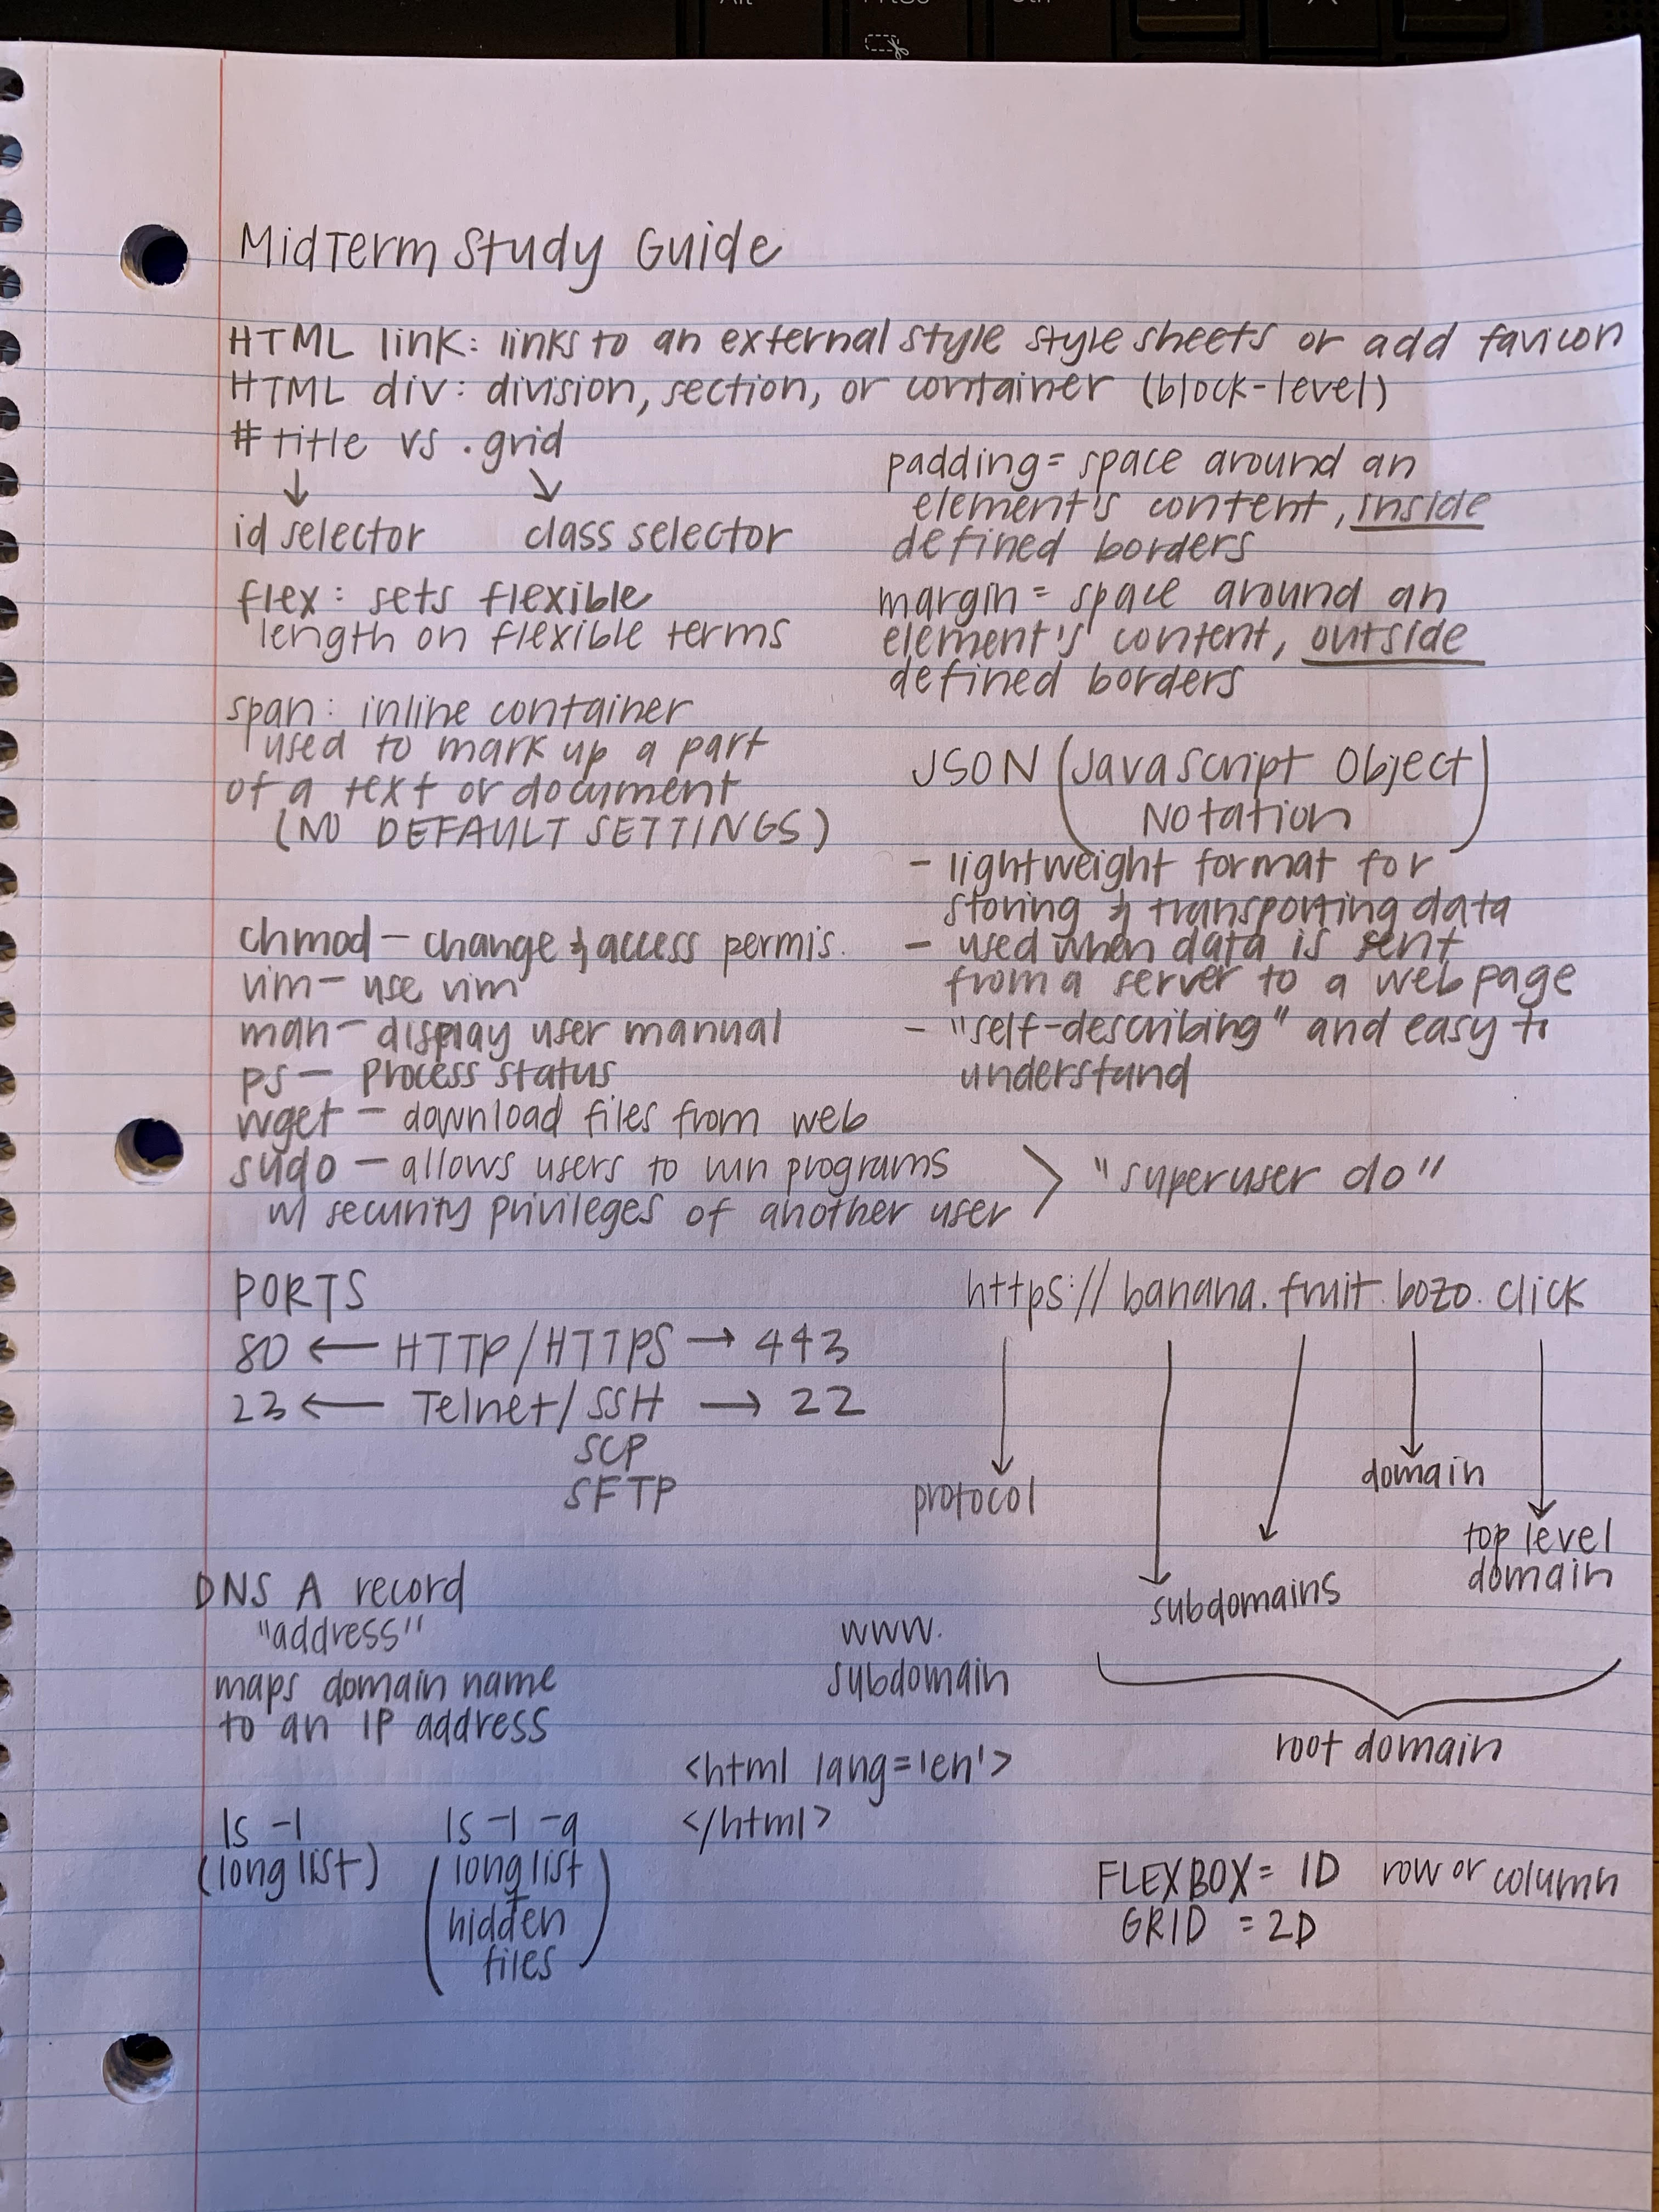 MidTerm Study Guide
HTML link: links to an external style style sheets or add favicon
HTML div: division, section, or container (block-level)
#title vs .grid
id selector class selector
flex: sets flexible
length on flexible terms
span: inline container
used to mark up a part
of a text or document
(NO DEFAULT SETTINGS)
padding = space around an
element's content, inside
defined borders
margin = space around an
element's content, outside
defined borders
JSON (JavaScript Object
Notation)
- lightweight format for
storing & transporting data
- used when data is sent
from a server to a web page
- "self-describing" and easy to
understand
chmod - change & access permis.
vim - use vim
man - display user manual
ps - process status
wget - download files from web
sudo - allows users to run programs
w/ security privileges of another user > "superuser do"
PORTS
80 ← HTTP/HTTPS → 443
23 ← Telnet/SSH → 22
SCP
SFTP
https://banana.fruit.bozo.click
protocol
domain
top level
domain
subdomains
root domain
DNS A record
"address"
maps domain name
to an IP address
www.
subdomain
<html lang='en'>
</html>
ls -l
(long list)
ls -l -a
(long list
+
hidden
files)
FLEXBOX = 1D row or column
GRID = 2D